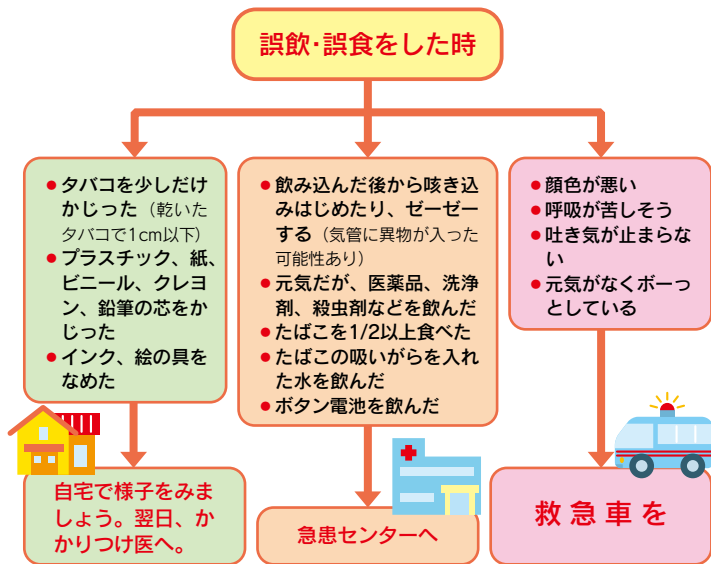 誤飲・誤食をした時
●タバコを少しだけ
かじった（乾いた
タバコで1cm以下）
●プラスチック、紙、
ビニール、クレヨ
ン、鉛筆の芯をか
じった
●インク、絵の具を
なめた
自宅で様子をみま
しょう。翌日、か
かりつけ医へ。
●飲み込んだ後から咳き込
みはじめたり、ゼーゼー
する（気管に異物が入った
可能性あり）
●元気だが、医薬品、洗浄
剤、殺虫剤などを飲んだ
●たばこを1/2以上食べた
●たばこの吸いがらを入れ
た水を飲んだ
●ボタン電池を飲んだ
急患センターへ
●顔色が悪い
●呼吸が苦しそう
●吐き気が止まらな
い
●元気がなくボーっ
としている
救急車を